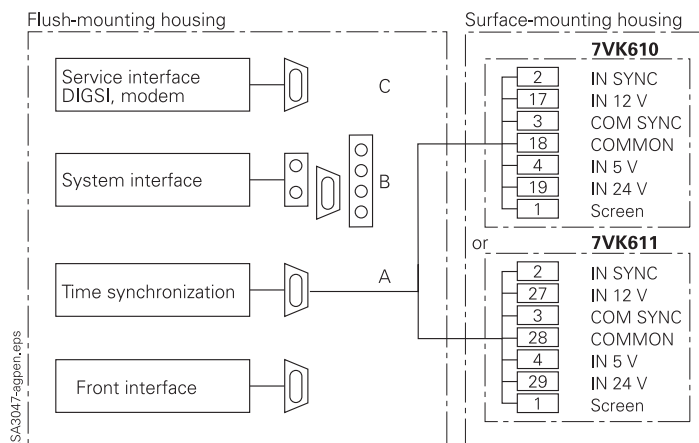 Flush-mounting housing
Service interface
DIGSI, modem
C
System interface
B
Time synchronization
A
Front interface
SA3047-agpen.eps
Surface-mounting housing
7VK610
2 IN SYNC
17 IN 12 V
3 COM SYNC
18 COMMON
4 IN 5 V
19 IN 24 V
1 Screen
or
7VK611
2 IN SYNC
27 IN 12 V
3 COM SYNC
28 COMMON
4 IN 5 V
29 IN 24 V
1 Screen